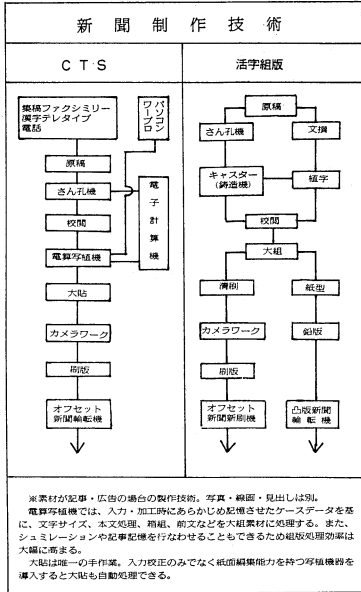 新聞制作技術
CTS
活字組版
集稿ファクシミリー
漢字テレタイプ
電話
パソコン
ワープロ
原稿
さん孔機
校閲
電算写植機
電子計算機
大貼
カメラワーク
刷版
オフセット
新聞輪転機
原稿
さん孔機
文撰
キャスター
(鋳造機)
植字
校閲
大組
清刷
紙型
カメラワーク
鉛版
刷版
オフセット
新聞新刷機
凸版新聞
輪転機
※素材が記事・広告の場台の製作技術。写真・線画・見出しは別。
電算写植機では、入力・加工時にあらかじめ記憶させたケースデータを基
に、文字サイズ、本文処理、箱組、前文などを大組素材に処理する。また、
シュミレーションや記事記憶を行なわせることもできるため組版処理効率は
大幅に高まる。
大貼は唯一の手作業。入力校正のみでなく紙面編集能力を持つ写植機器を
導入すると大貼も自動処理できる。